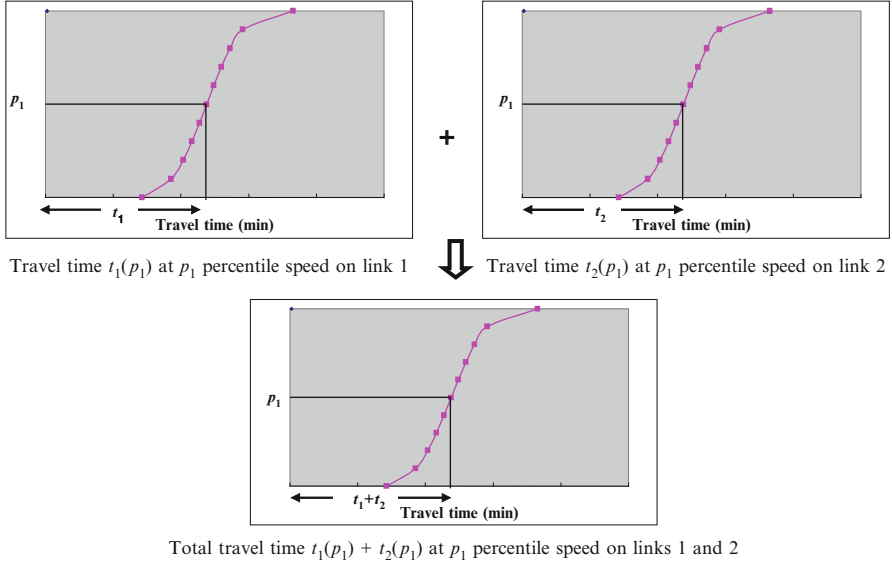 p₁
t₁
Travel time (min)
+
p₁
t₂
Travel time (min)
Travel time t₁(p₁) at p₁ percentile speed on link 1
Travel time t₂(p₁) at p₁ percentile speed on link 2
p₁
t₁+t₂
Travel time (min)
Total travel time t₁(p₁) + t₂(p₁) at p₁ percentile speed on links 1 and 2